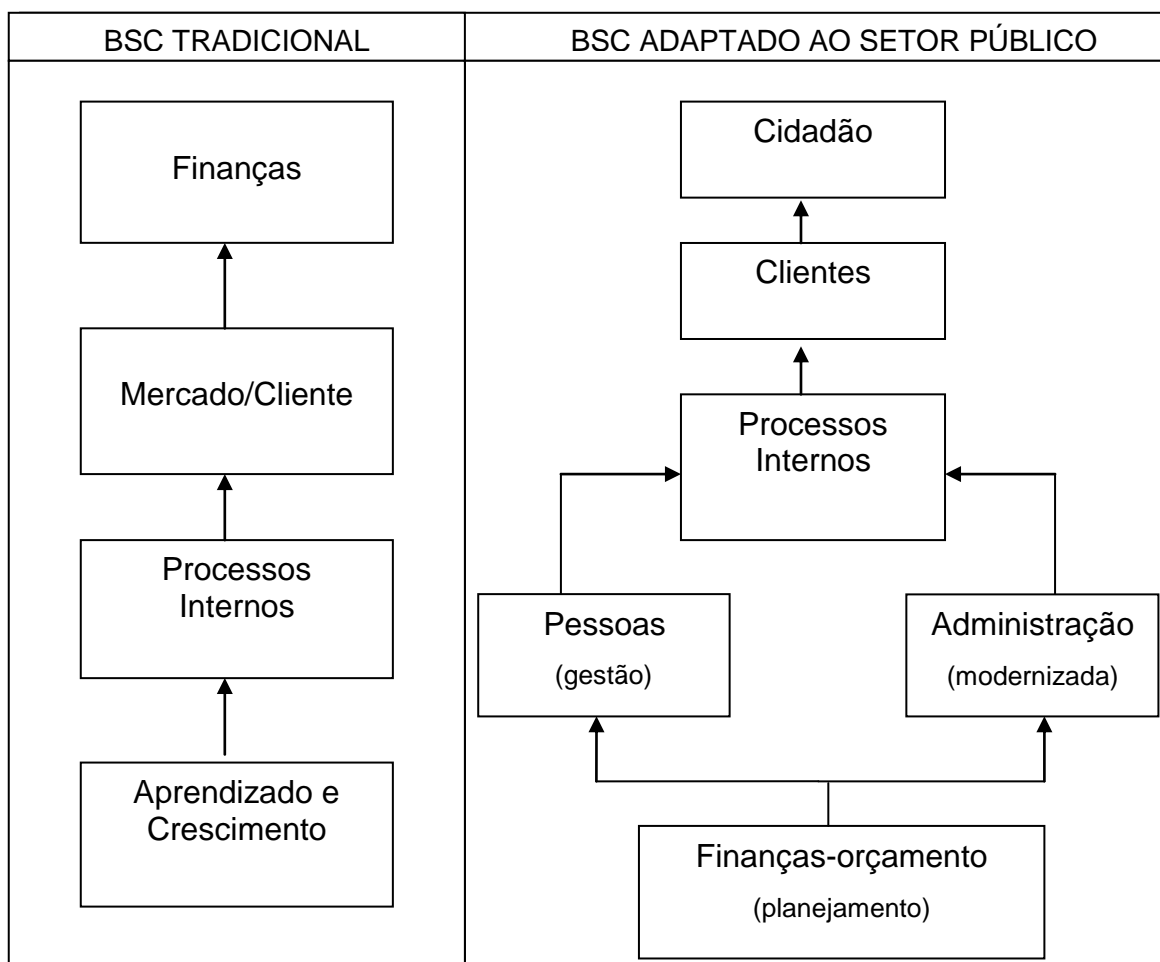 BSC TRADICIONAL
BSC ADAPTADO AO SETOR PÚBLICO
Finanças
Mercado/Cliente
Processos
Internos
Aprendizado e
Crescimento
Cidadão
Clientes
Processos
Internos
Pessoas
(gestão)
Administração
(modernizada)
Finanças-orçamento
(planejamento)